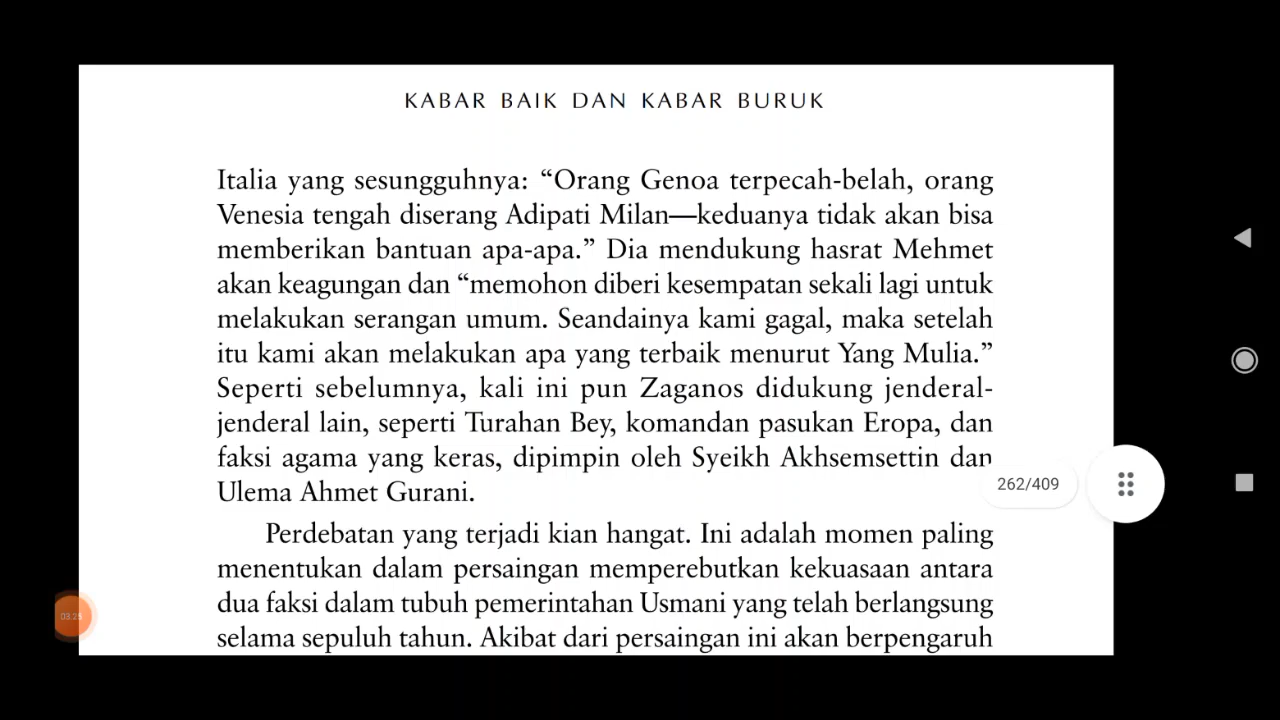 KABAR BAIK DAN KABAR BURUK
Italia yang sesungguhnya: “Orang Genoa terpecah-belah, orang
Venesia tengah diserang Adipati Milan—keduanya tidak akan bisa
memberikan bantuan apa-apa.” Dia mendukung hasrat Mehmet
akan keagungan dan “memohon diberi kesempatan sekali lagi untuk
melakukan serangan umum. Seandainya kami gagal, maka setelah
itu kami akan melakukan apa yang terbaik menurut Yang Mulia.”
Seperti sebelumnya, kali ini pun Zaganos didukung jenderal-
jenderal lain, seperti Turahan Bey, komandan pasukan Eropa, dan
faksi agama yang keras, dipimpin oleh Syeikh Akhsemsettin dan
Ulema Ahmet Gurani.
262/409
Perdebatan yang terjadi kian hangat. Ini adalah momen paling
menentukan dalam persaingan memperebutkan kekuasaan antara
dua faksi dalam tubuh pemerintahan Usmani yang telah berlangsung
03:25
selama sepuluh tahun. Akibat dari persaingan ini akan berpengaruh